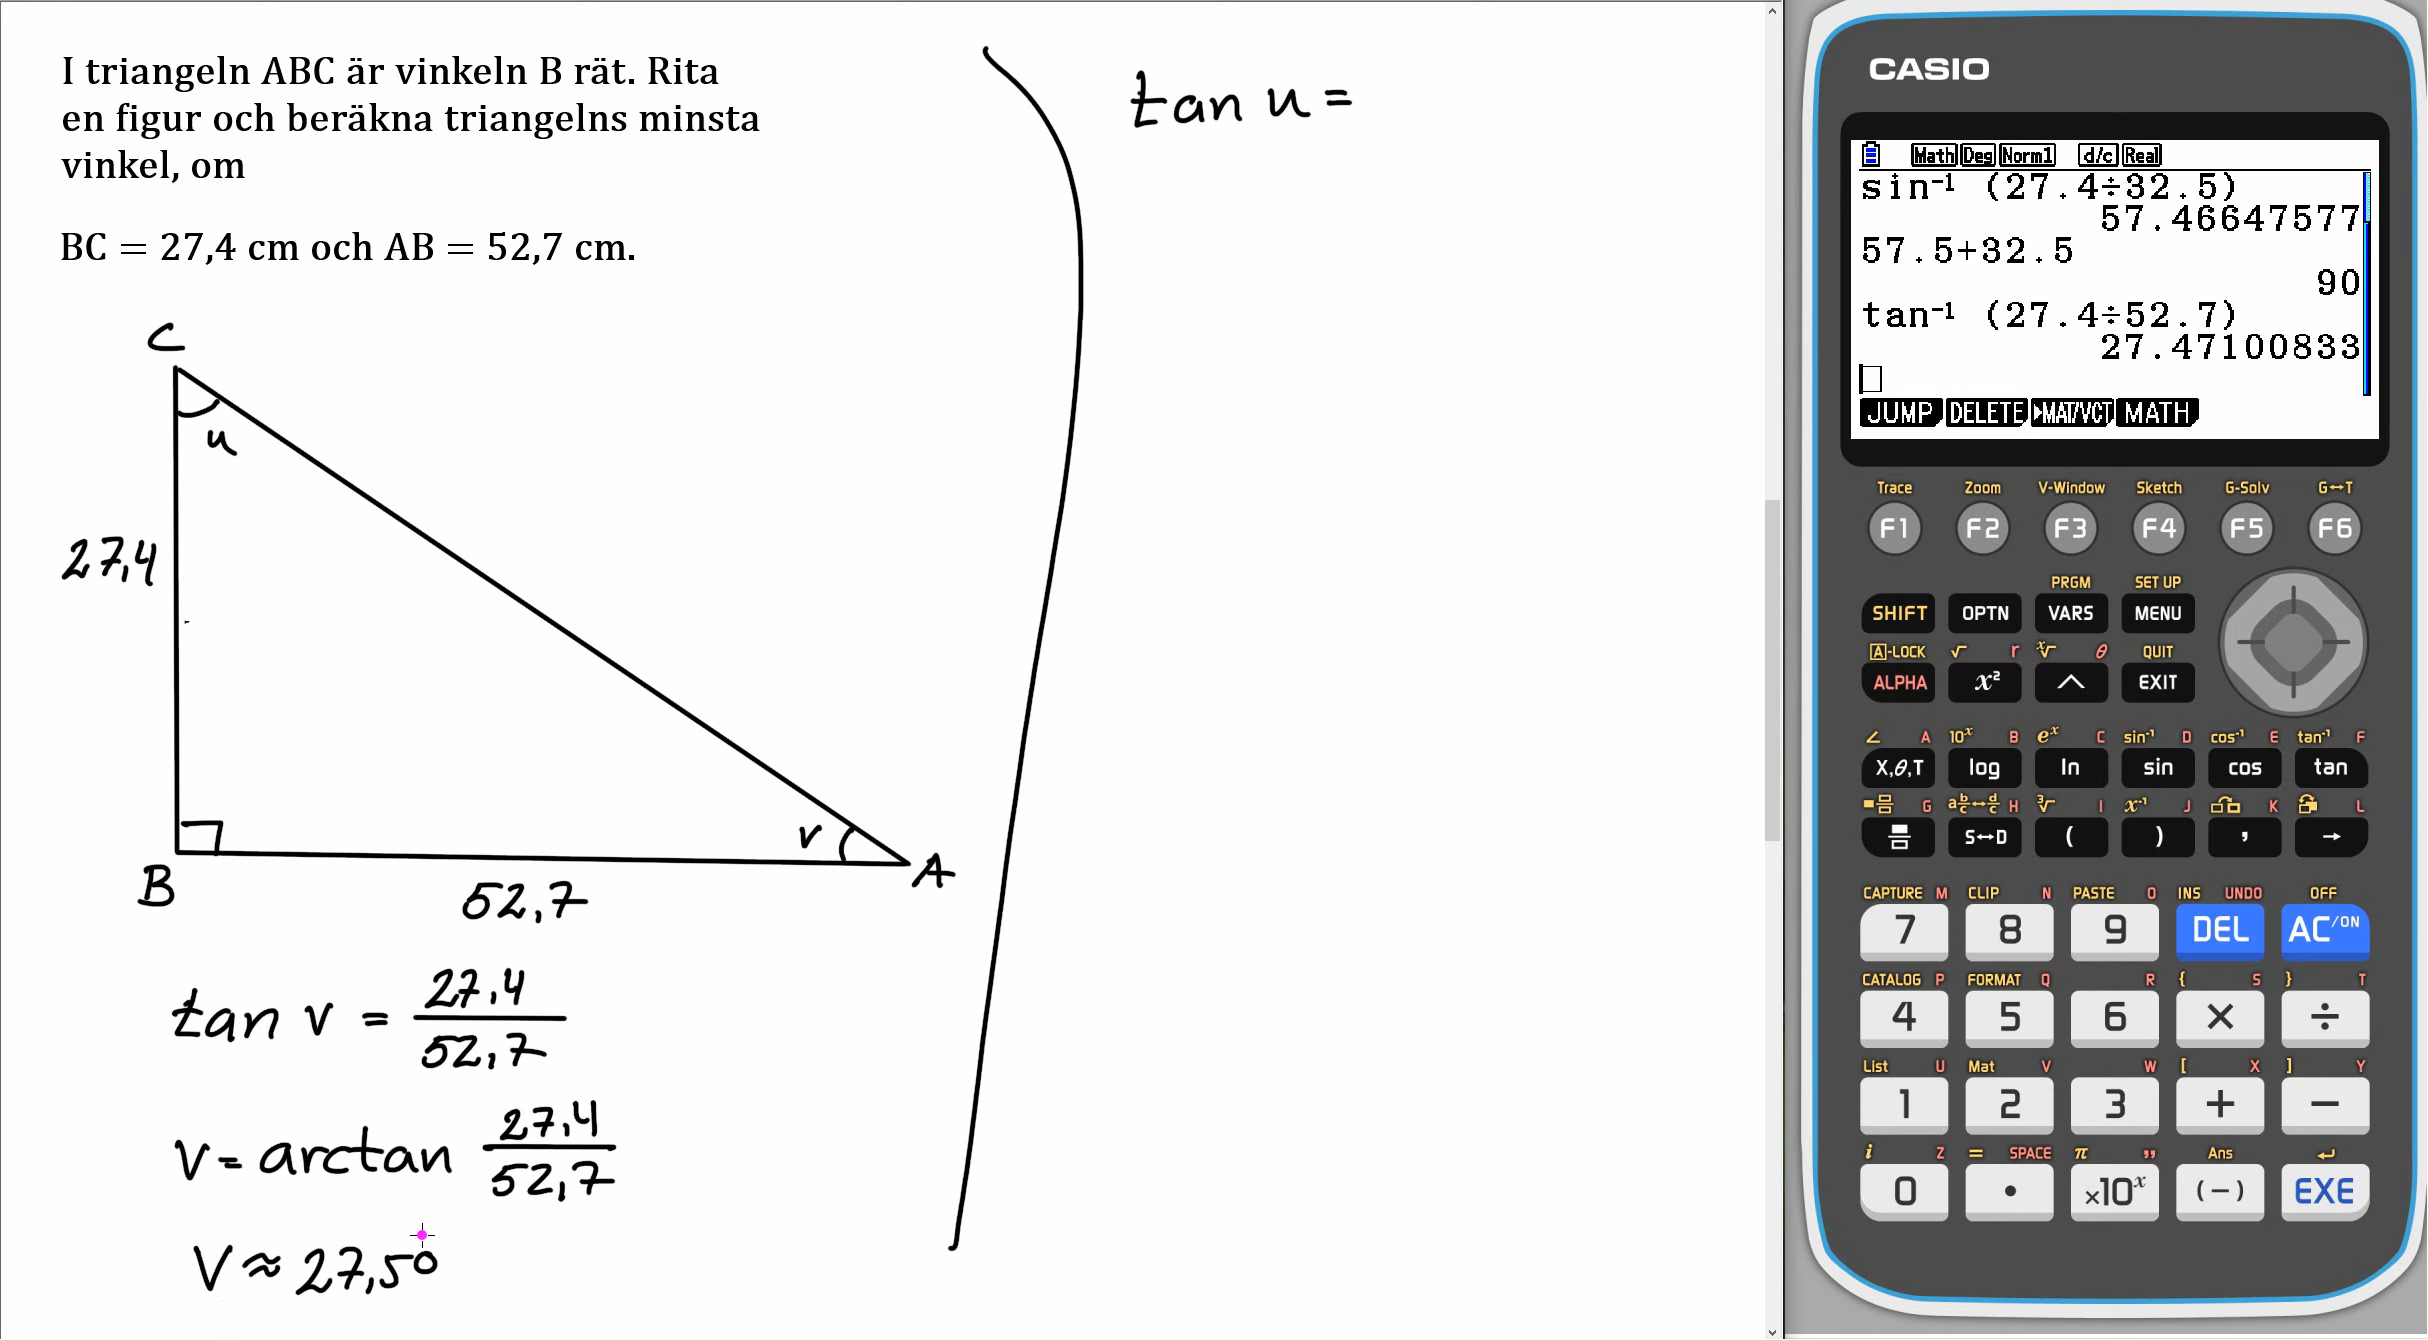 I triangeln ABC är vinkeln B rät. Rita
en figur och beräkna triangelns minsta
vinkel, om
BC = 27,4 cm och AB = 52,7 cm.
C
u
27,4
v
B
A
52,7
tan v = 27,4 / 52,7
v = arctan 27,4 / 52,7
v ≈ 27,5°
tan u =
CASIO
Math Deg Norm1 d/c Real
sin⁻¹ (27.4÷32.5)
57.46647577
57.5+32.5
90
tan⁻¹ (27.4÷52.7)
27.47100833
JUMP DELETE ▶MAT/VCT MATH
Trace Zoom V-Window Sketch G-Solv G↔T
F1 F2 F3 F4 F5 F6
PRGM SET UP
SHIFT OPTN VARS MENU
A-LOCK √ r ˣ√ θ QUIT
ALPHA x² ^ EXIT
∠ A 10ˣ B eˣ C sin⁻¹ D cos⁻¹ E tan⁻¹ F
X,θ,T log ln sin cos tan
G a b/c↔d/c H ³√ I x⁻¹ J K L
S↔D ( ) , →
CAPTURE M CLIP N PASTE O INS UNDO OFF
7 8 9 DEL AC/ON
CATALOG P FORMAT Q R { S } T
4 5 6 × ÷
List U Mat V W [ X ] Y
1 2 3 + −
i Z = SPACE π ,, Ans ↵
0 . ×10ˣ (−) EXE